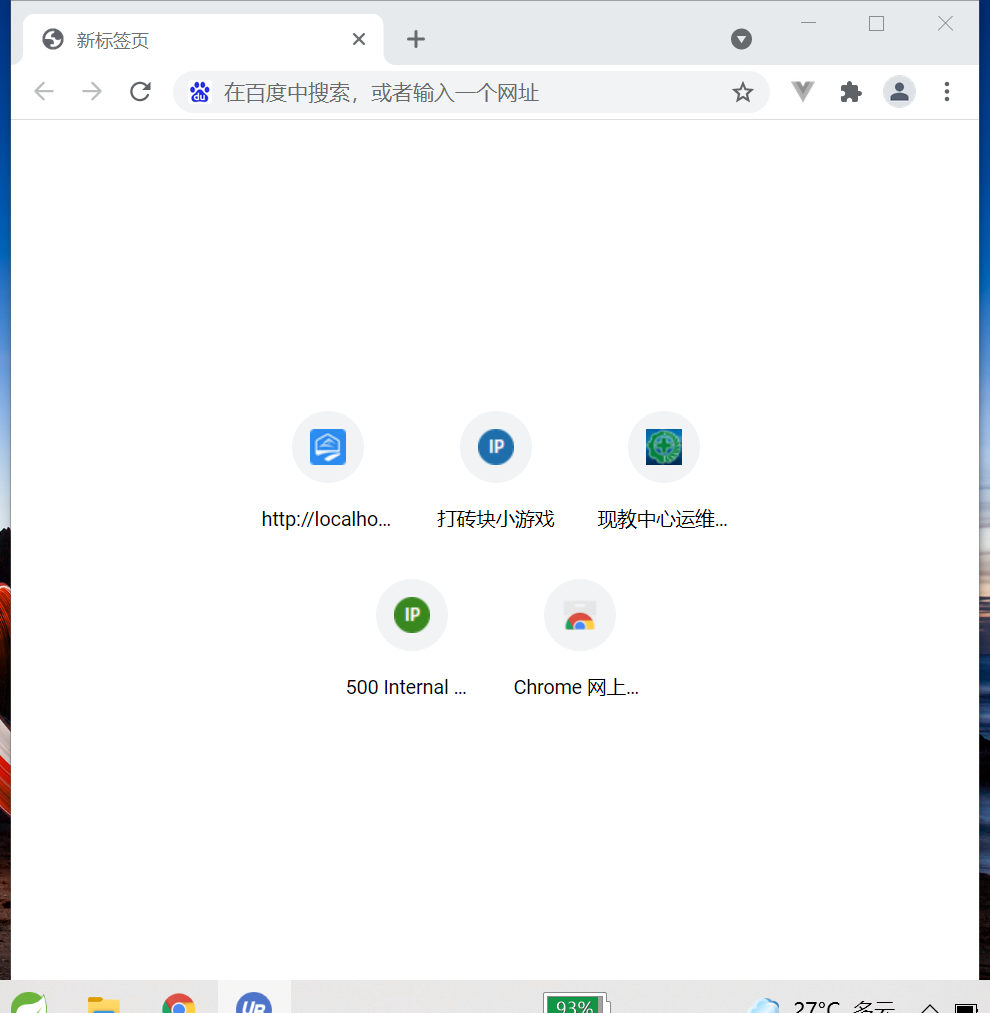 新标签页
在百度中搜索，或者输入一个网址
IP
http://localho...
打砖块小游戏
现教中心运维...
IP
500 Internal ...
Chrome 网上...
UB
93%
27°C 多云